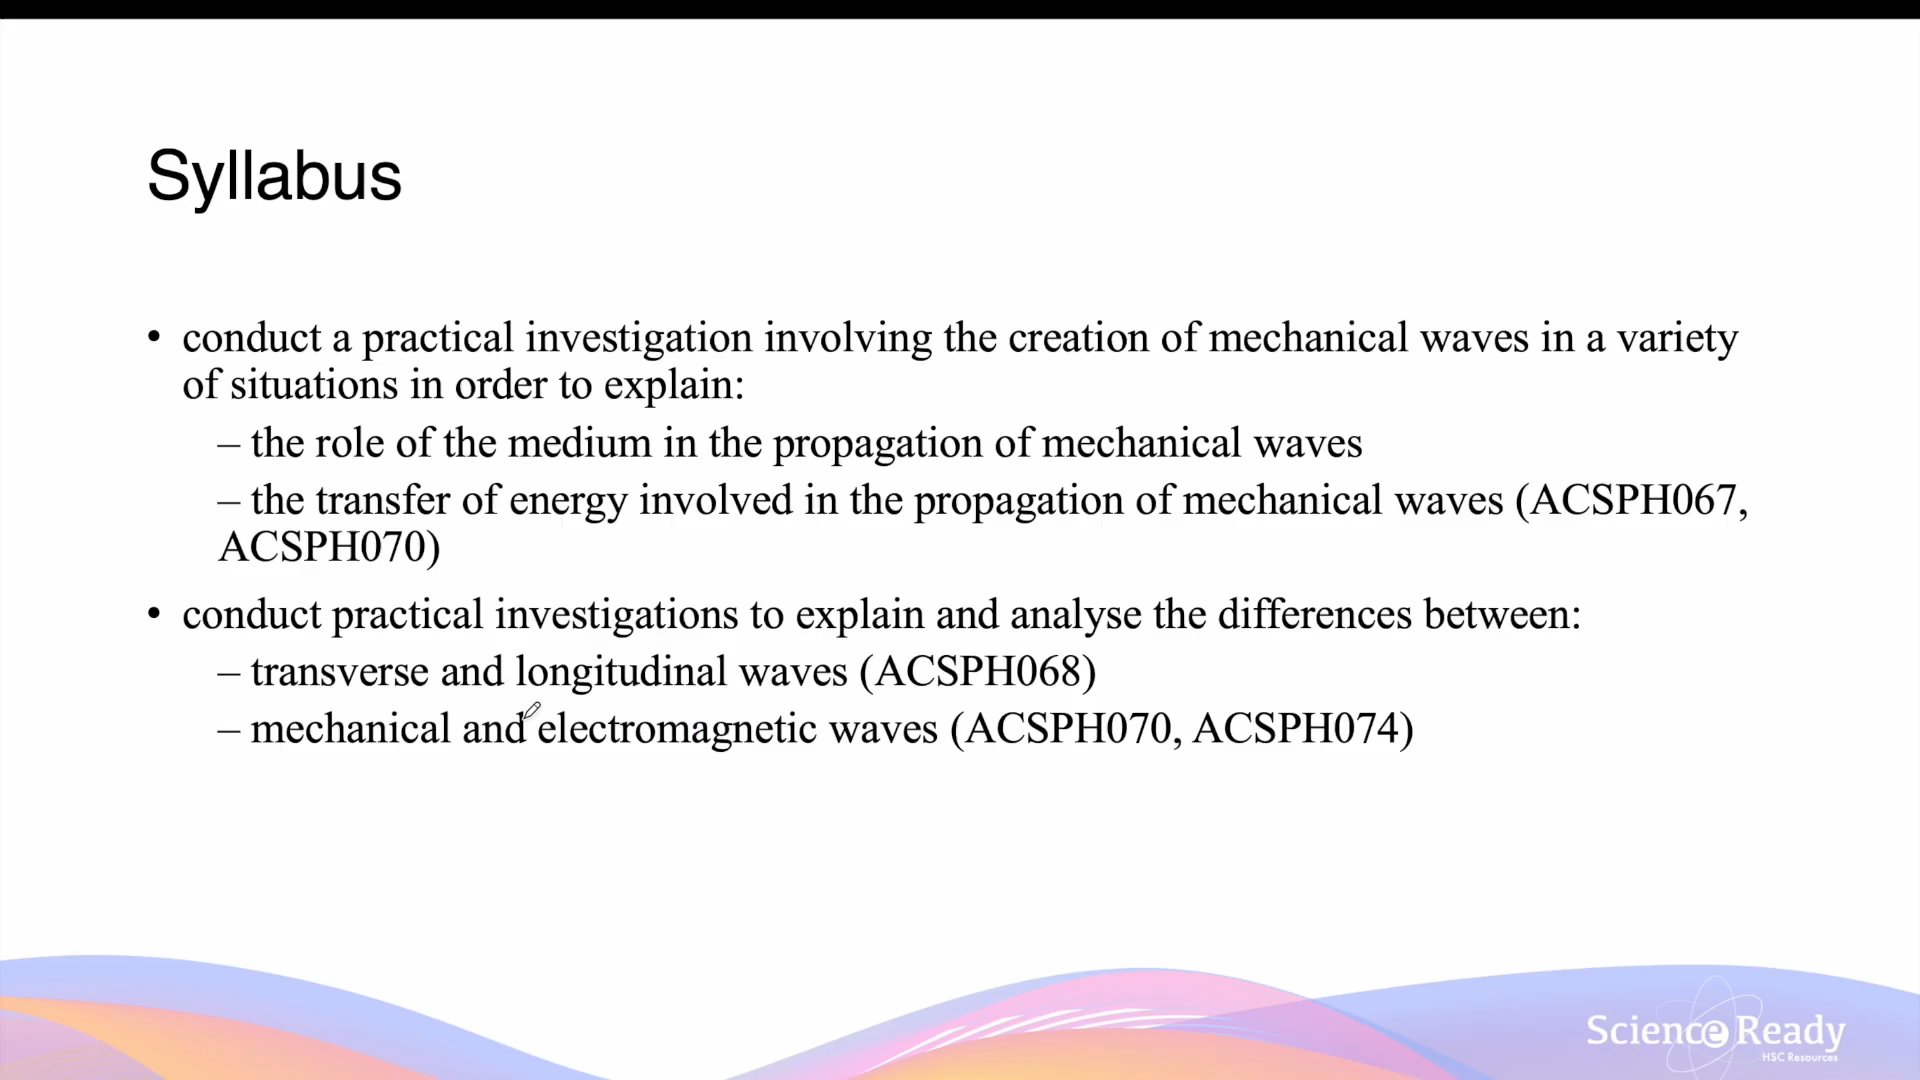 Syllabus
• conduct a practical investigation involving the creation of mechanical waves in a variety
of situations in order to explain:
– the role of the medium in the propagation of mechanical waves
– the transfer of energy involved in the propagation of mechanical waves (ACSPH067,
ACSPH070)
• conduct practical investigations to explain and analyse the differences between:
– transverse and longitudinal waves (ACSPH068)
– mechanical and electromagnetic waves (ACSPH070, ACSPH074)
Science Ready
HSC Resources